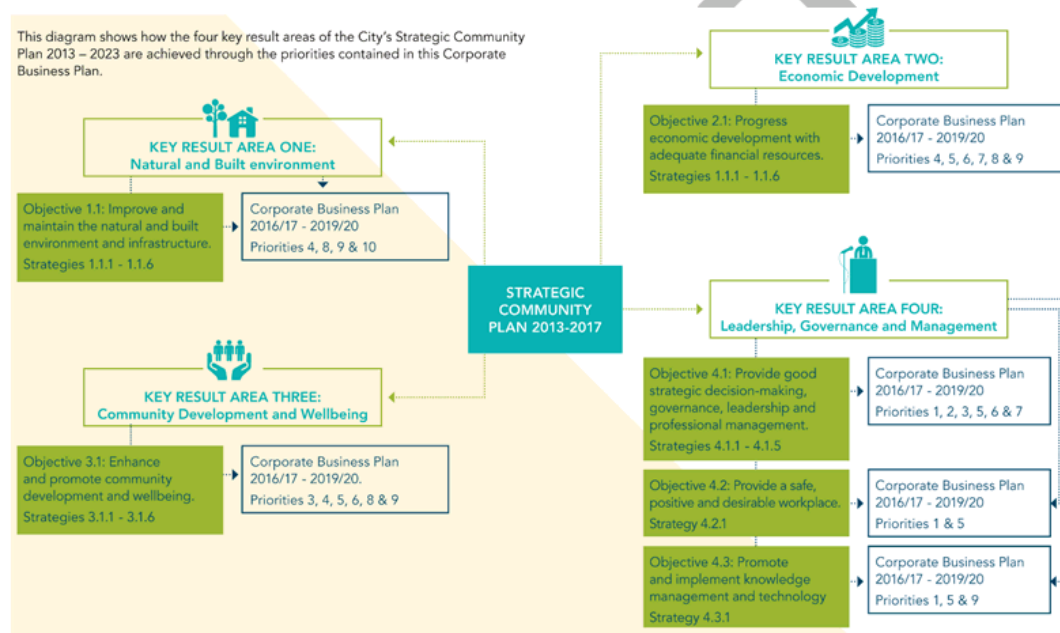 This diagram shows how the four key result areas of the City's Strategic Community
Plan 2013 – 2023 are achieved through the priorities contained in this Corporate
Business Plan.
KEY RESULT AREA ONE:
Natural and Built environment
Objective 1.1: Improve and
maintain the natural and built
environment and infrastructure.
Strategies 1.1.1 - 1.1.6
Corporate Business Plan
2016/17 - 2019/20
Priorities 4, 8, 9 & 10
KEY RESULT AREA THREE:
Community Development and Wellbeing
Objective 3.1: Enhance
and promote community
development and wellbeing.
Strategies 3.1.1 - 3.1.6
Corporate Business Plan
2016/17 - 2019/20.
Priorities 3, 4, 5, 6, 8 & 9
STRATEGIC
COMMUNITY
PLAN 2013-2017
KEY RESULT AREA TWO:
Economic Development
Objective 2.1: Progress
economic development with
adequate financial resources.
Strategies 1.1.1 - 1.1.6
Corporate Business Plan
2016/17 - 2019/20
Priorities 4, 5, 6, 7, 8 & 9
KEY RESULT AREA FOUR:
Leadership, Governance and Management
Objective 4.1: Provide good
strategic decision-making,
governance, leadership and
professional management.
Strategies 4.1.1 - 4.1.5
Corporate Business Plan
2016/17 - 2019/20
Priorities 1, 2, 3, 5, 6 & 7
Objective 4.2: Provide a safe,
positive and desirable workplace.
Strategy 4.2.1
Corporate Business Plan
2016/17 - 2019/20
Priorities 1 & 5
Objective 4.3: Promote
and implement knowledge
management and technology
Strategy 4.3.1
Corporate Business Plan
2016/17 - 2019/20
Priorities 1, 5 & 9